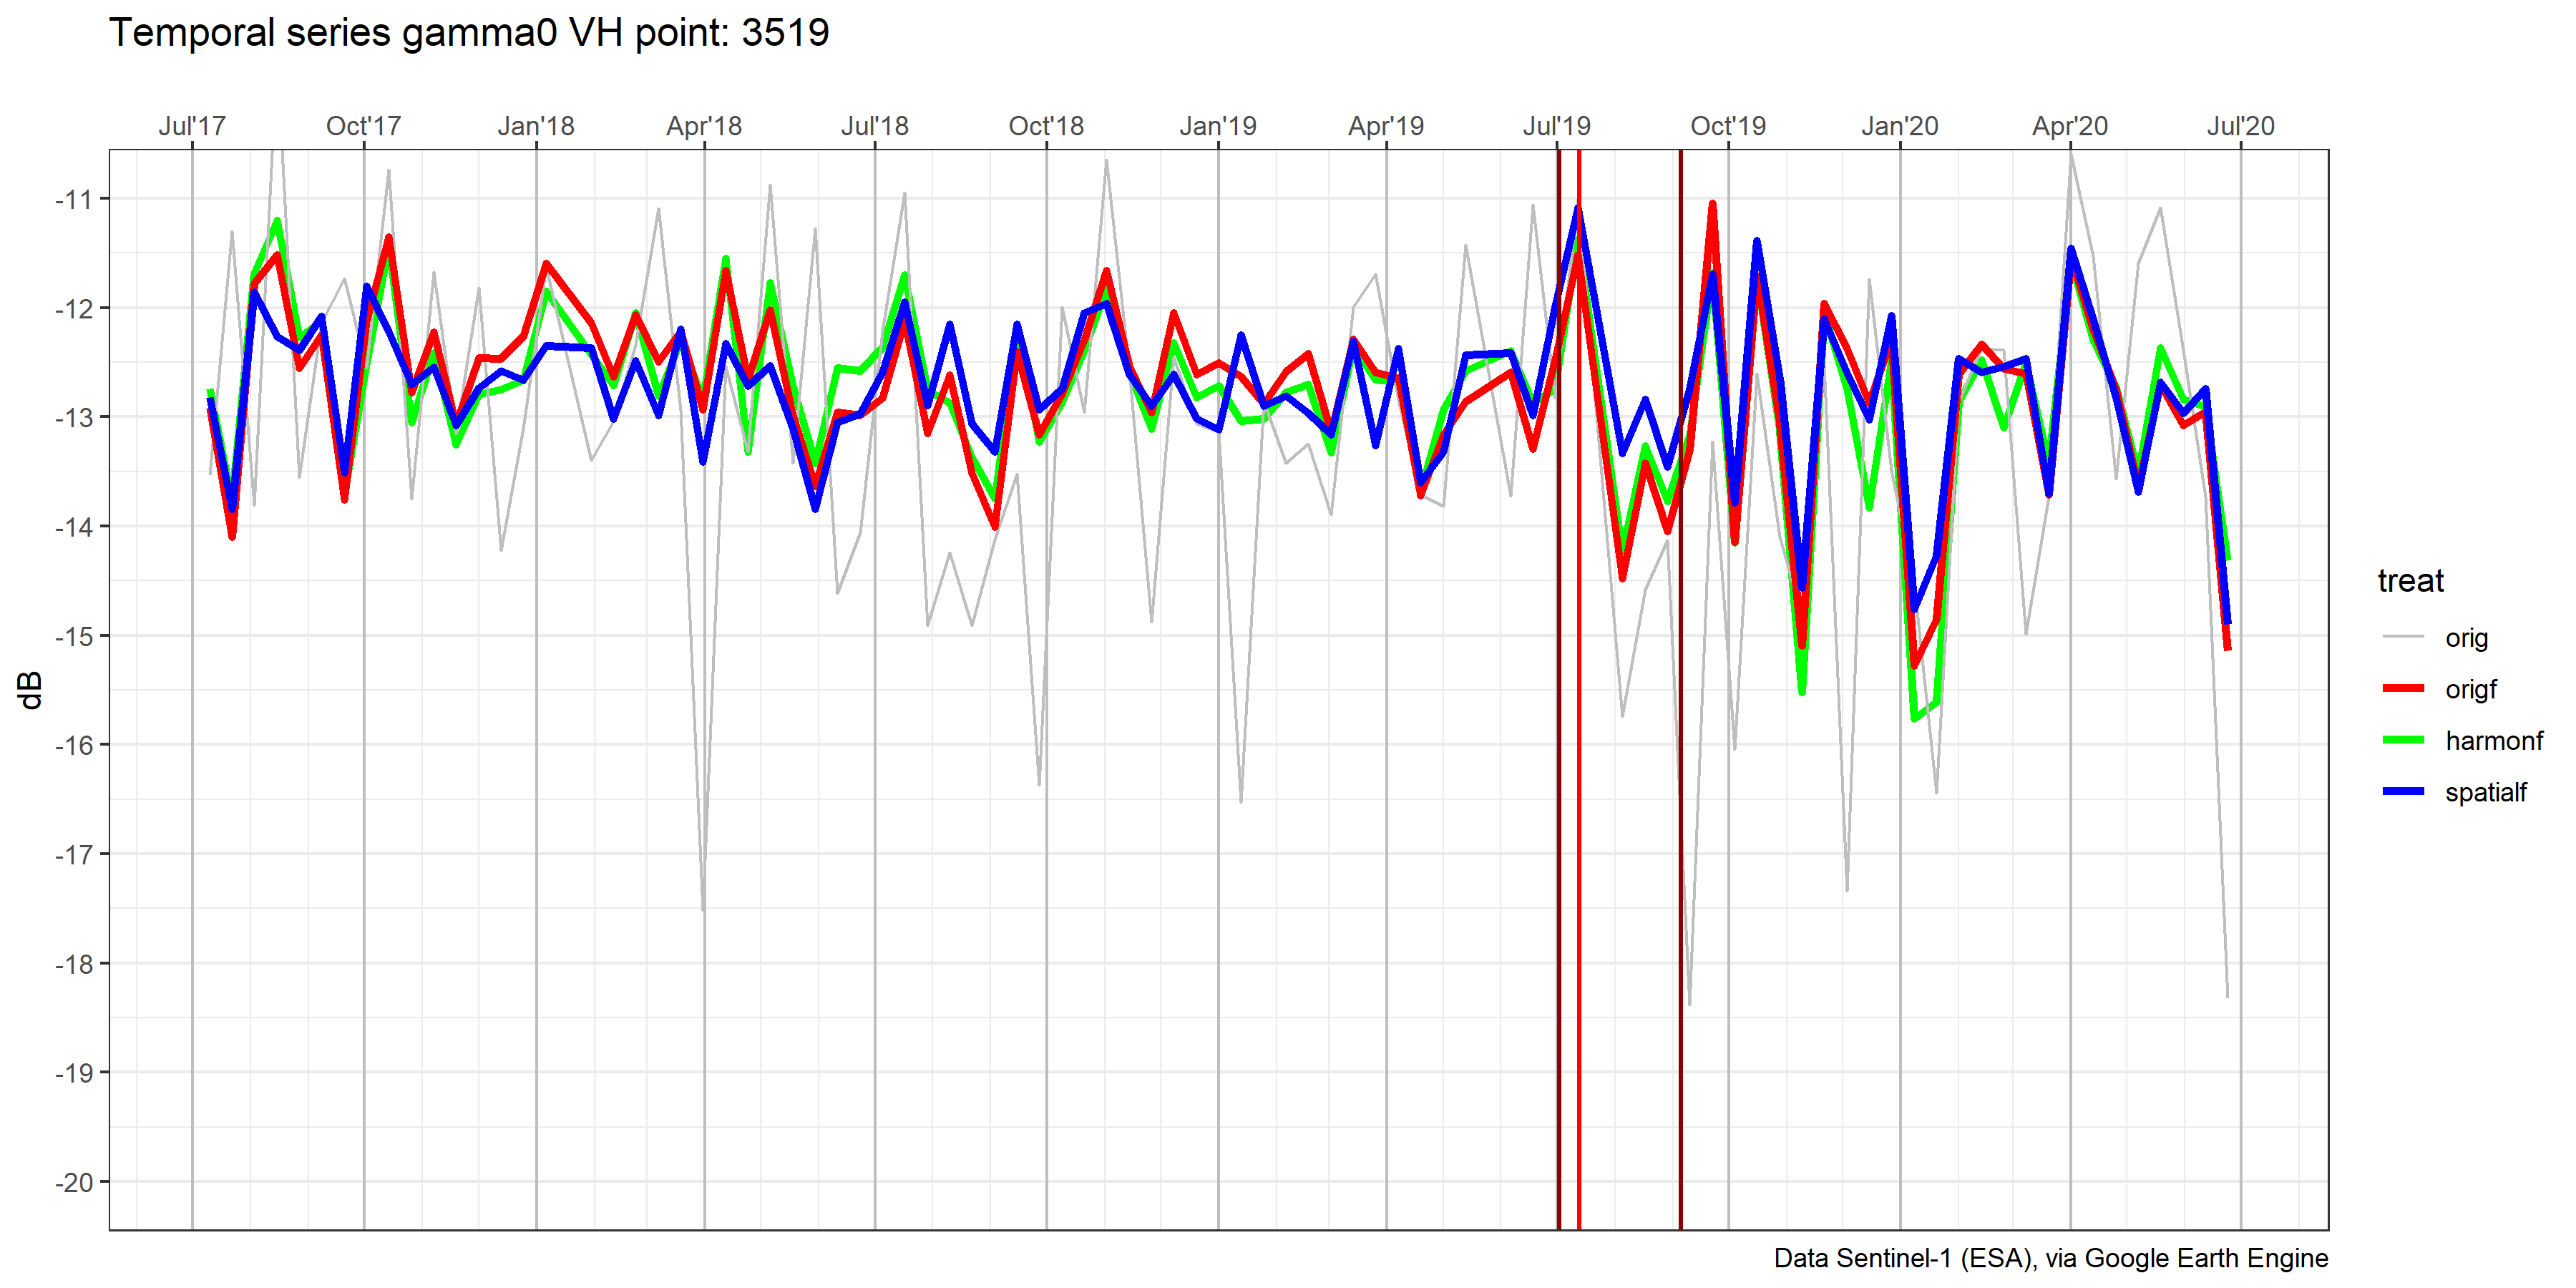 Temporal series gamma0 VH point: 3519
Jul'17 Oct'17 Jan'18 Apr'18 Jul'18 Oct'18 Jan'19 Apr'19 Jul'19 Oct'19 Jan'20 Apr'20 Jul'20
-11
-12
-13
-14
-15
-16
-17
-18
-19
-20
dB
treat
orig
origf
harmonf
spatialf
Data Sentinel-1 (ESA), via Google Earth Engine